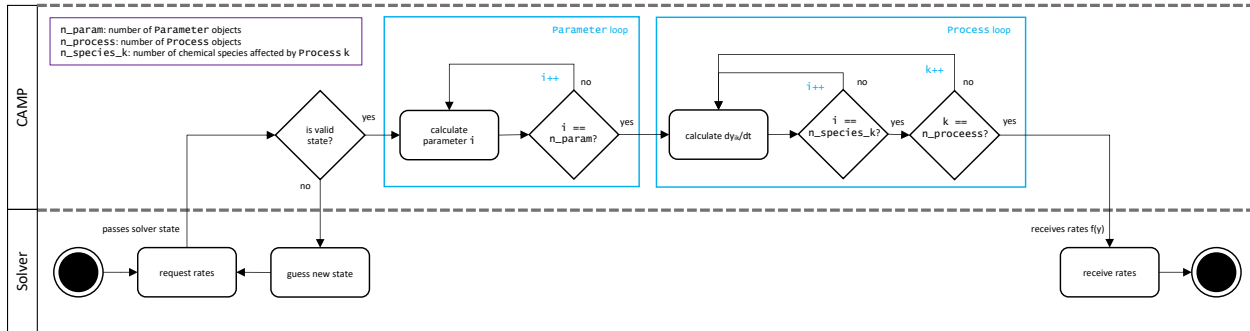 n_param: number of Parameter objects
n_process: number of Process objects
n_species_k: number of chemical species affected by Process k
Parameter loop
Process loop
CAMP
i++
no
i++
no
k++
no
is valid
state?
yes
calculate
parameter i
i ==
n_param?
yes
calculate dyᵢₖ/dt
i ==
n_species_k?
yes
k ==
n_proceess?
yes
no
Solver
passes solver state
receives rates f(y)
request rates
guess new state
receive rates